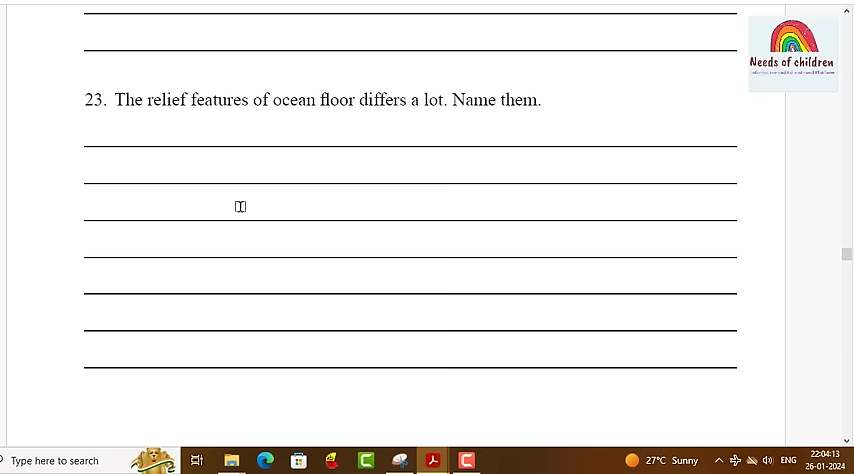 Needs of children
23. The relief features of ocean floor differs a lot. Name them.
Type here to search
27°C Sunny
ENG
22:04:13
26-01-2024